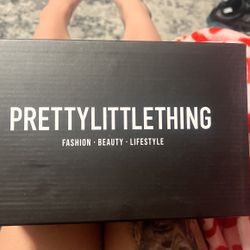 PRETTYLITTLETHING
FASHION · BEAUTY · LIFESTYLE